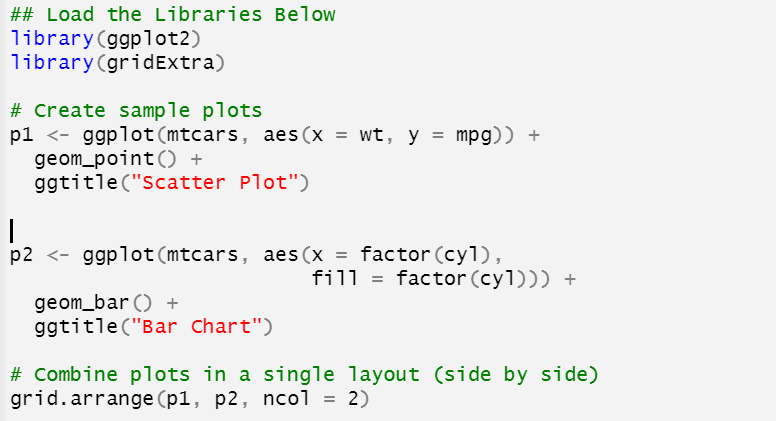 ## Load the Libraries Below
library(ggplot2)
library(gridExtra)

# Create sample plots
p1 <- ggplot(mtcars, aes(x = wt, y = mpg)) +
  geom_point() +
  ggtitle("Scatter Plot")


p2 <- ggplot(mtcars, aes(x = factor(cyl),
                         fill = factor(cyl))) +
  geom_bar() +
  ggtitle("Bar Chart")

# Combine plots in a single layout (side by side)
grid.arrange(p1, p2, ncol = 2)